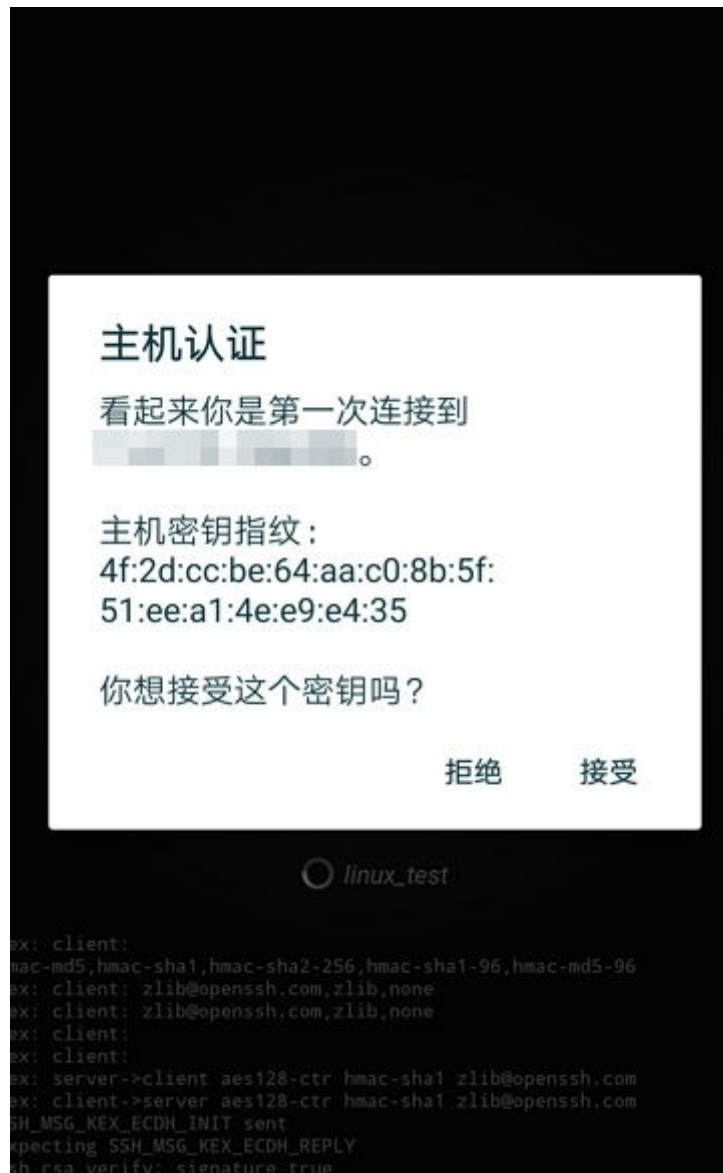 主机认证
看起来你是第一次连接到
。
主机密钥指纹：
4f:2d:cc:be:64:aa:c0:8b:5f:
51:ee:a1:4e:e9:e4:35
你想接受这个密钥吗？
拒绝 接受
linux_test
ex: client:
mac-md5,hmac-sha1,hmac-sha2-256,hmac-sha1-96,hmac-md5-96
ex: client: zlib@openssh.com,zlib,none
ex: client: zlib@openssh.com,zlib,none
ex: client:
ex: client:
ex: server->client aes128-ctr hmac-sha1 zlib@openssh.com
ex: client->server aes128-ctr hmac-sha1 zlib@openssh.com
SH_MSG_KEX_ECDH_INIT sent
xpecting SSH_MSG_KEX_ECDH_REPLY
sh_rsa_verify: signature true